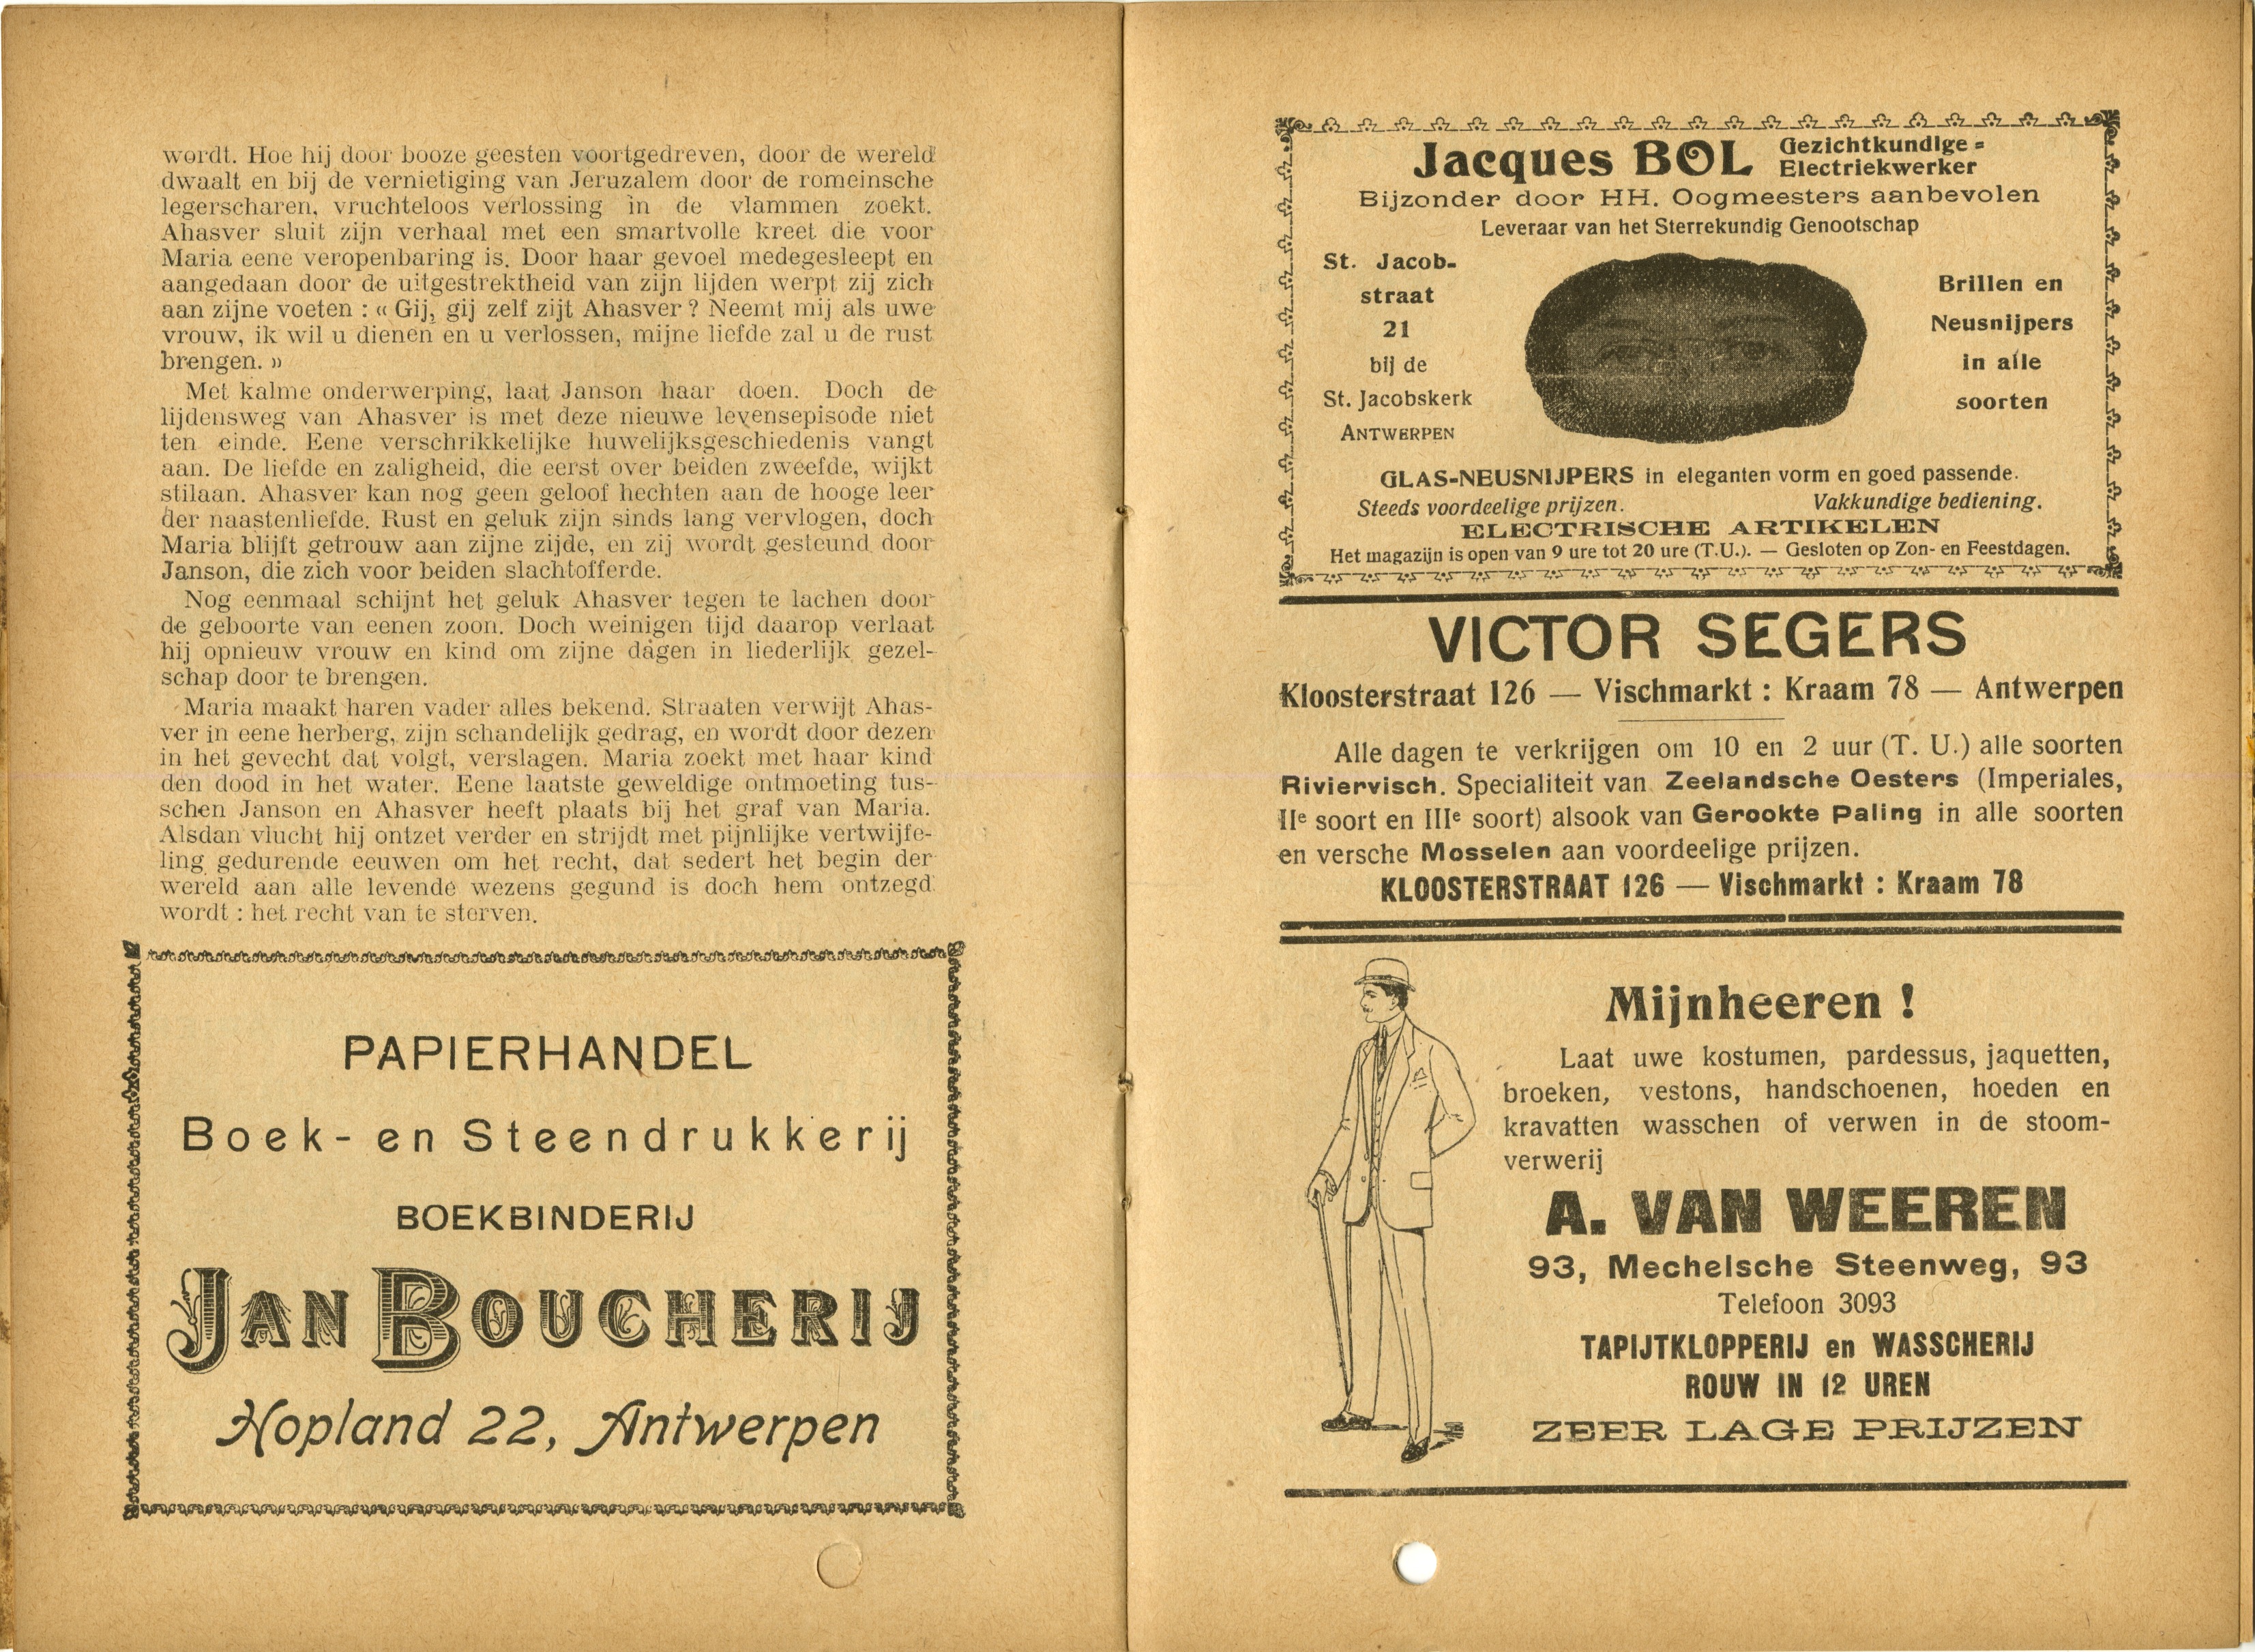 wordt. Hoe hij door booze geesten voortgedreven, door de wereld
dwaalt en bij de vernietiging van Jeruzalem door de romeinsche
legerscharen, vruchteloos verlossing in de vlammen zoekt.
Ahasver sluit zijn verhaal met een smartvolle kreet die voor
Maria eene veropenbaring is. Door haar gevoel medegesleept en
aangedaan door de uitgestrektheid van zijn lijden werpt zij zich
aan zijne voeten : « Gij, gij zelf zijt Ahasver ? Neemt mij als uwe
vrouw, ik wil u dienen en u verlossen, mijne liefde zal u de rust
brengen. »
Met kalme onderwerping, laat Janson haar doen. Doch de
lijdensweg van Ahasver is met deze nieuwe levensepisode niet
ten einde. Eene verschrikkelijke huwelijksgeschiedenis vangt
aan. De liefde en zaligheid, die eerst over beiden zweefde, wijkt
stilaan. Ahasver kan nog geen geloof hechten aan de hooge leer
der naastenliefde. Rust en geluk zijn sinds lang vervlogen, doch
Maria blijft getrouw aan zijne zijde, en zij wordt gesteund door
Janson, die zich voor beiden slachtofferde.
Nog eenmaal schijnt het geluk Ahasver tegen te lachen door
de geboorte van eenen zoon. Doch weinigen tijd daarop verlaat
hij opnieuw vrouw en kind om zijne dagen in liederlijk gezel-
schap door te brengen.
Maria maakt haren vader alles bekend. Straaten verwijt Ahas-
ver in eene herberg, zijn schandelijk gedrag, en wordt door dezen
in het gevecht dat volgt, verslagen. Maria zoekt met haar kind
den dood in het water. Eene laatste geweldige ontmoeting tus-
schen Janson en Ahasver heeft plaats bij het graf van Maria.
Alsdan vlucht hij ontzet verder en strijdt met pijnlijke vertwijfe-
ling gedurende eeuwen om het recht, dat sedert het begin der
wereld aan alle levende wezens gegund is doch hem ontzegd
wordt : het recht van te sterven.
PAPIERHANDEL
Boek- en Steendrukkerij
BOEKBINDERIJ
JAN BOUCHERIJ
Hopland 22, Antwerpen
Jacques BOL Gezichtkundige =
Electriekwerker
Bijzonder door HH. Oogmeesters aanbevolen
Leveraar van het Sterrekundig Genootschap
St. Jacob-
straat
21
bij de
St. Jacobskerk
ANTWERPEN
Brillen en
Neusnijpers
in alle
soorten
GLAS-NEUSNIJPERS in eleganten vorm en goed passende.
Steeds voordeelige prijzen. Vakkundige bediening.
ELECTRISCHE ARTIKELEN
Het magazijn is open van 9 ure tot 20 ure (T.U.). — Gesloten op Zon- en Feestdagen.
VICTOR SEGERS
Kloosterstraat 126 — Vischmarkt : Kraam 78 — Antwerpen
Alle dagen te verkrijgen om 10 en 2 uur (T. U.) alle soorten
Riviervisch. Specialiteit van Zeelandsche Oesters (Imperiales,
IIe soort en IIIe soort) alsook van Gerookte Paling in alle soorten
en versche Mosselen aan voordeelige prijzen.
KLOOSTERSTRAAT 126 — Vischmarkt : Kraam 78
Mijnheeren !
Laat uwe kostumen, pardessus, jaquetten,
broeken, vestons, handschoenen, hoeden en
kravatten wasschen of verwen in de stoom-
verwerij
A. VAN WEEREN
93, Mechelsche Steenweg, 93
Telefoon 3093
TAPIJTKLOPPERIJ en WASSCHERIJ
ROUW IN 12 UREN
ZEER LAGE PRIJZEN